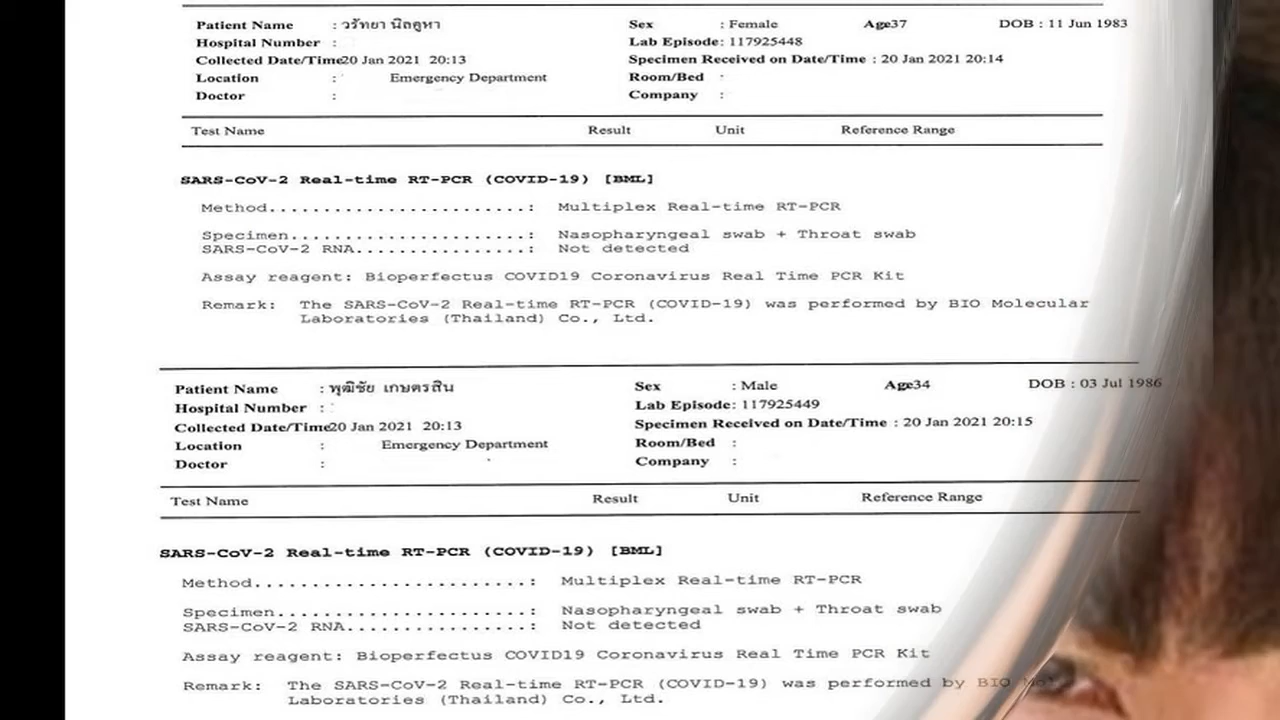 Patient Name : วรัทยา นิลคูหา Sex : Female Age37 DOB : 11 Jun 1983
Hospital Number : Lab Episode: 117925448
Collected Date/Time20 Jan 2021 20:13 Specimen Received on Date/Time : 20 Jan 2021 20:14
Location : Emergency Department Room/Bed :
Doctor : Company :
Test Name Result Unit Reference Range
SARS-CoV-2 Real-time RT-PCR (COVID-19) [BML]
Method........................: Multiplex Real-time RT-PCR
Specimen......................: Nasopharyngeal swab + Throat swab
SARS-CoV-2 RNA................: Not detected
Assay reagent: Bioperfectus COVID19 Coronavirus Real Time PCR Kit
Remark: The SARS-CoV-2 Real-time RT-PCR (COVID-19) was performed by BIO Molecular
Laboratories (Thailand) Co., Ltd.
Patient Name : พุฒิชัย เกษตรสิน Sex : Male Age34 DOB : 03 Jul 1986
Hospital Number : Lab Episode: 117925449
Collected Date/Time20 Jan 2021 20:13 Specimen Received on Date/Time : 20 Jan 2021 20:15
Location : Emergency Department Room/Bed :
Doctor : Company :
Test Name Result Unit Reference Range
SARS-CoV-2 Real-time RT-PCR (COVID-19) [BML]
Method.........................: Multiplex Real-time RT-PCR
Specimen.......................: Nasopharyngeal swab + Throat swab
SARS-CoV-2 RNA.................: Not detected
Assay reagent: Bioperfectus COVID19 Coronavirus Real Time PCR Kit
Remark: The SARS-CoV-2 Real-time RT-PCR (COVID-19) was performed by BIO
Laboratories (Thailand) Co., Ltd.